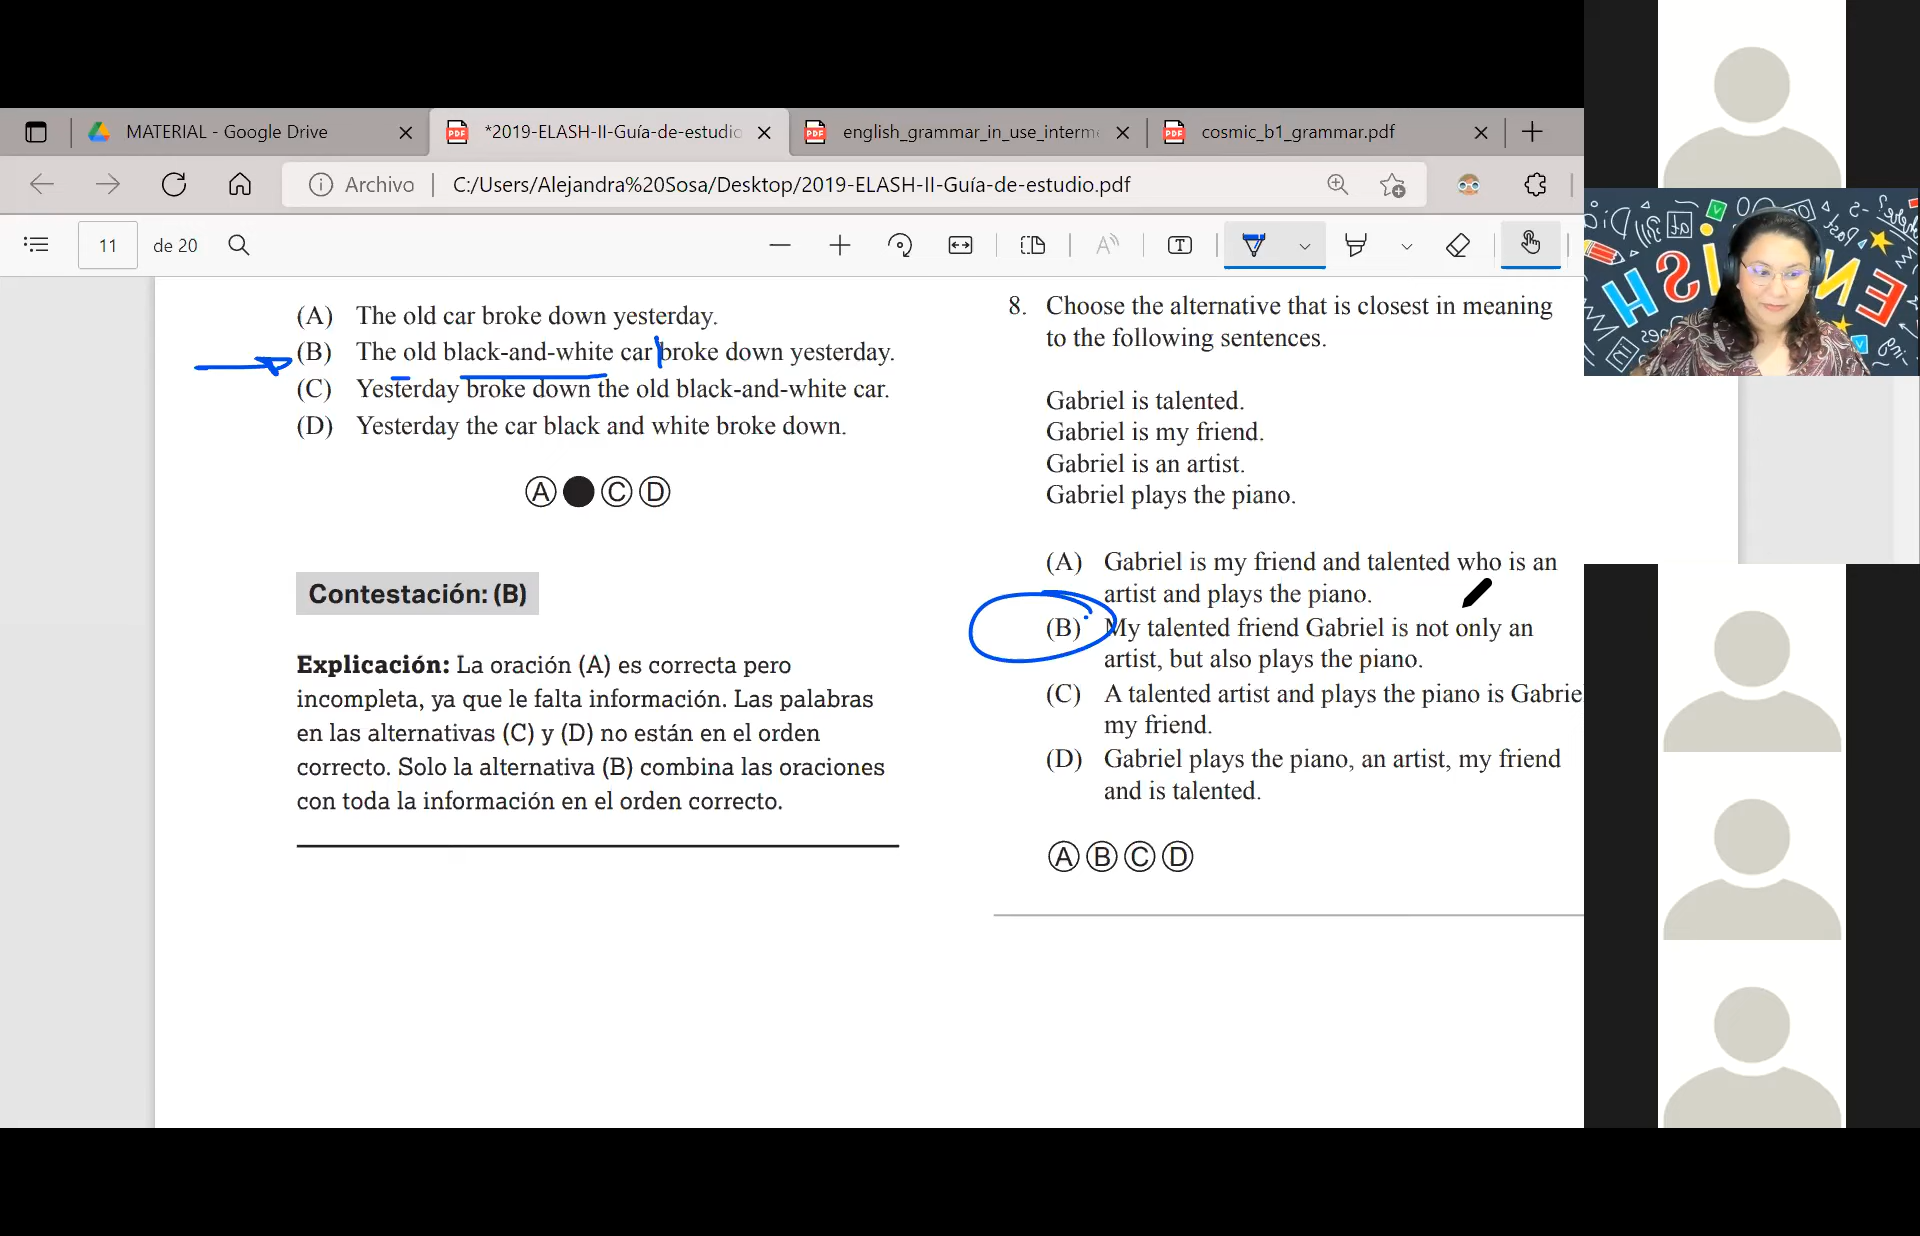 MATERIAL - Google Drive
*2019-ELASH-II-Guía-de-estudio
english_grammar_in_use_interme
cosmic_b1_grammar.pdf
Archivo
C:/Users/Alejandra%20Sosa/Desktop/2019-ELASH-II-Guía-de-estudio.pdf
11 de 20
(A) The old car broke down yesterday.
(B) The old black-and-white car broke down yesterday.
(C) Yesterday broke down the old black-and-white car.
(D) Yesterday the car black and white broke down.
A C D
Contestación: (B)
Explicación: La oración (A) es correcta pero
incompleta, ya que le falta información. Las palabras
en las alternativas (C) y (D) no están en el orden
correcto. Solo la alternativa (B) combina las oraciones
con toda la información en el orden correcto.
8. Choose the alternative that is closest in meaning
to the following sentences.
Gabriel is talented.
Gabriel is my friend.
Gabriel is an artist.
Gabriel plays the piano.
(A) Gabriel is my friend and talented who is an
artist and plays the piano.
(B) My talented friend Gabriel is not only an
artist, but also plays the piano.
(C) A talented artist and plays the piano is Gabriel
my friend.
(D) Gabriel plays the piano, an artist, my friend
and is talented.
A B C D